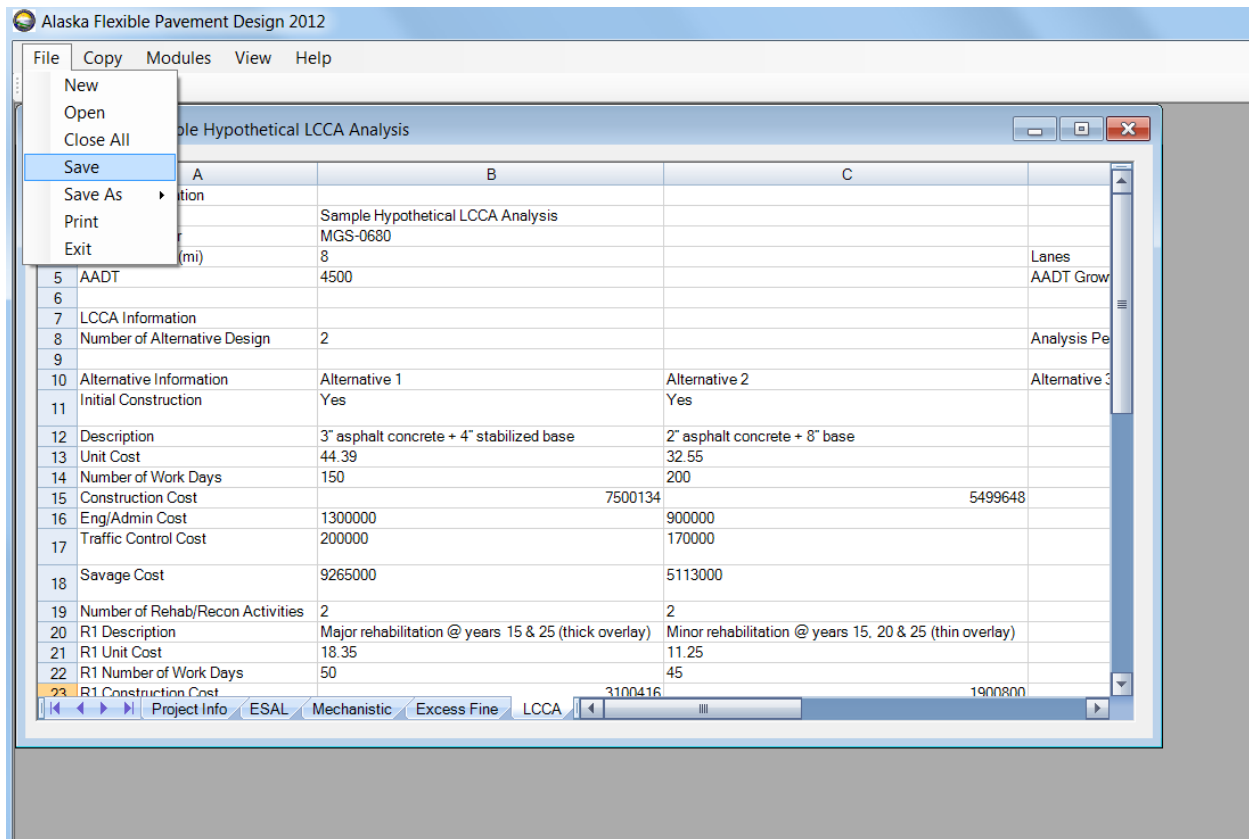 Alaska Flexible Pavement Design 2012
File Copy Modules View Help
New
Open
Close All
Save
Save As
Print
Exit
Hypothetical LCCA Analysis
A B C
Sample Hypothetical LCCA Analysis
MGS-0680
(mi) 8 Lanes
5 AADT 4500 AADT Grow
6
7 LCCA Information
8 Number of Alternative Design 2 Analysis Pe
9
10 Alternative Information Alternative 1 Alternative 2 Alternative 3
11 Initial Construction Yes Yes
12 Description 3" asphalt concrete + 4" stabilized base 2" asphalt concrete + 8" base
13 Unit Cost 44.39 32.55
14 Number of Work Days 150 200
15 Construction Cost 7500134 5499648
16 Eng/Admin Cost 1300000 900000
17 Traffic Control Cost 200000 170000
18 Savage Cost 9265000 5113000
19 Number of Rehab/Recon Activities 2 2
20 R1 Description Major rehabilitation @ years 15 & 25 (thick overlay) Minor rehabilitation @ years 15, 20 & 25 (thin overlay)
21 R1 Unit Cost 18.35 11.25
22 R1 Number of Work Days 50 45
23 R1 Construction Cost 3100416 1900800
Project Info ESAL Mechanistic Excess Fine LCCA